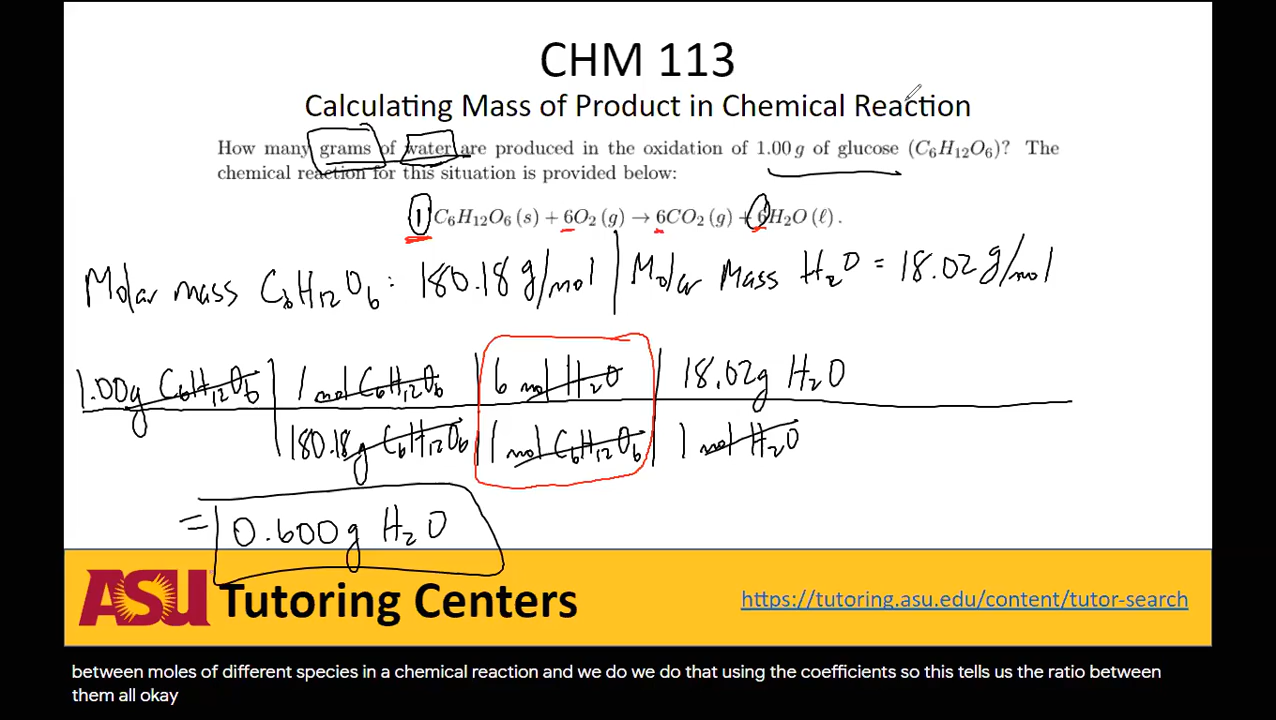 CHM 113
Calculating Mass of Product in Chemical Reaction
How many grams of water are produced in the oxidation of 1.00 g of glucose (C₆H₁₂O₆)? The
chemical reaction for this situation is provided below:
1 C₆H₁₂O₆ (s) + 6O₂ (g) → 6CO₂ (g) + 6H₂O (ℓ).
Molar mass C₆H₁₂O₆: 180.18 g/mol | Molar Mass H₂O = 18.02 g/mol
1.00g C₆H₁₂O₆ | 1 mol C₆H₁₂O₆ | 6 mol H₂O | 18.02g H₂O
180.18g C₆H₁₂O₆ | 1 mol C₆H₁₂O₆ | 1 mol H₂O
= 0.600g H₂O
ASU Tutoring Centers
https://tutoring.asu.edu/content/tutor-search
between moles of different species in a chemical reaction and we do we do that using the coefficients so this tells us the ratio between
them all okay